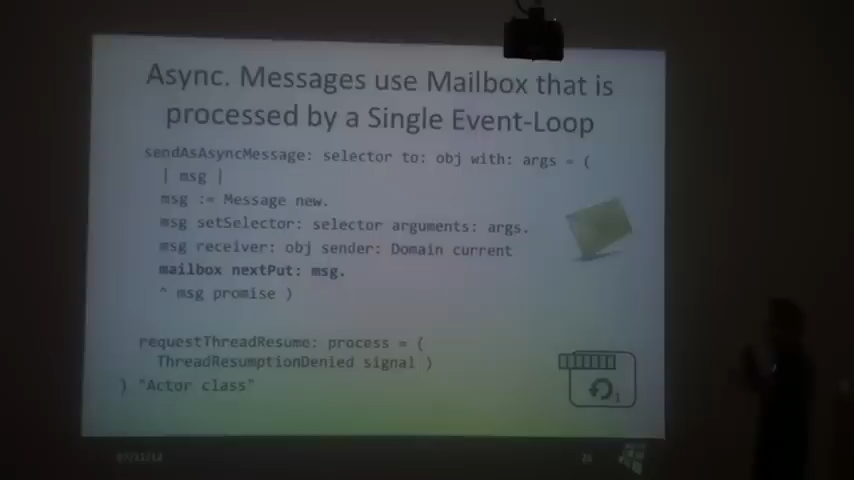 Async. Messages use Mailbox that is
processed by a Single Event-Loop
sendAsAsyncMessage: selector to: obj with: args = (
| msg |
msg := Message new.
msg setSelector: selector arguments: args.
msg receiver: obj sender: Domain current
mailbox nextPut: msg.
^ msg promise )
requestThreadResume: process = (
ThreadResumptionDenied signal )
) "Actor class"
1